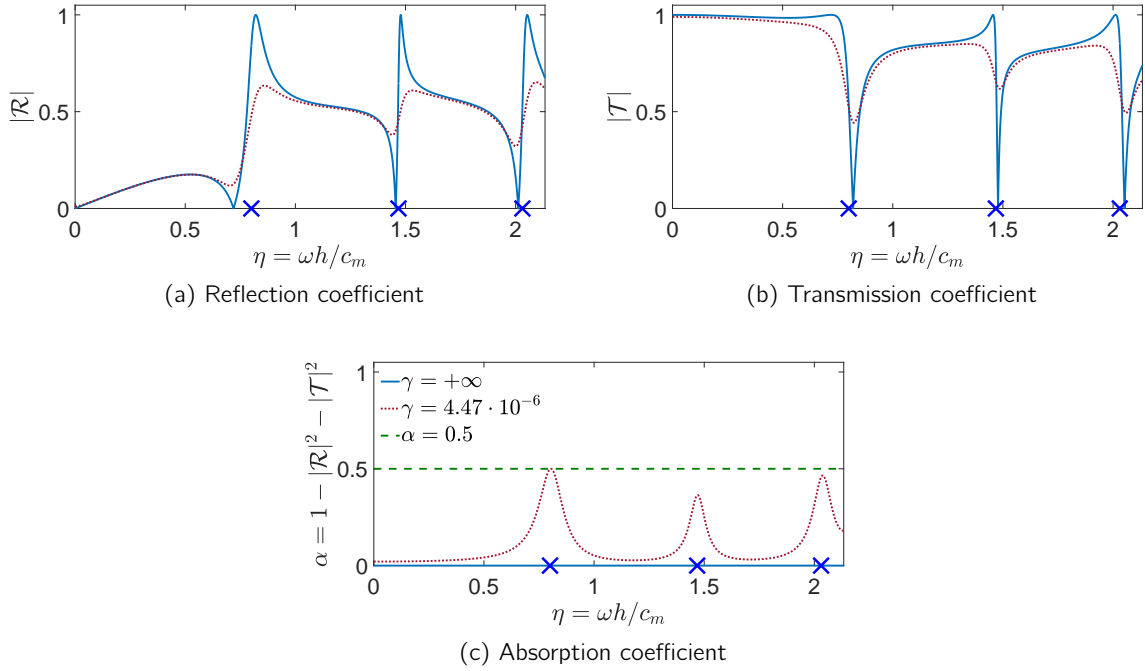 1
0.5
0
|𝓡|
0 0.5 1 1.5 2
η = ωh/c_m
(a) Reflection coefficient
1
0.5
0
|𝓣|
0 0.5 1 1.5 2
η = ωh/c_m
(b) Transmission coefficient
1
0.5
0
α = 1 − |𝓡|² − |𝓣|²
γ = +∞
γ = 4.47 · 10⁻⁶
α = 0.5
0 0.5 1 1.5 2
η = ωh/c_m
(c) Absorption coefficient